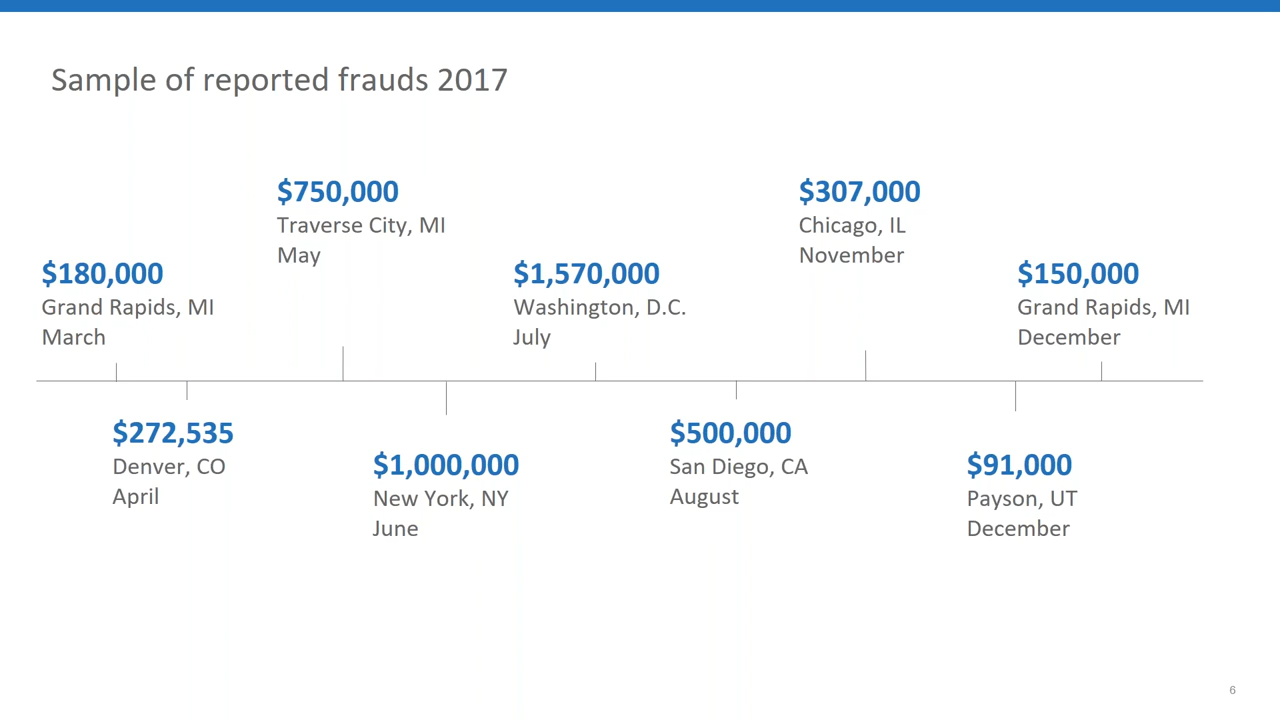 Sample of reported frauds 2017
$180,000
Grand Rapids, MI
March
$272,535
Denver, CO
April
$750,000
Traverse City, MI
May
$1,000,000
New York, NY
June
$1,570,000
Washington, D.C.
July
$500,000
San Diego, CA
August
$307,000
Chicago, IL
November
$91,000
Payson, UT
December
$150,000
Grand Rapids, MI
December
6